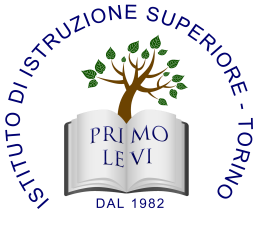 ISTITUTO DI ISTRUZIONE SUPERIORE - TORINO
PRIMO
LEVI
DAL 1982